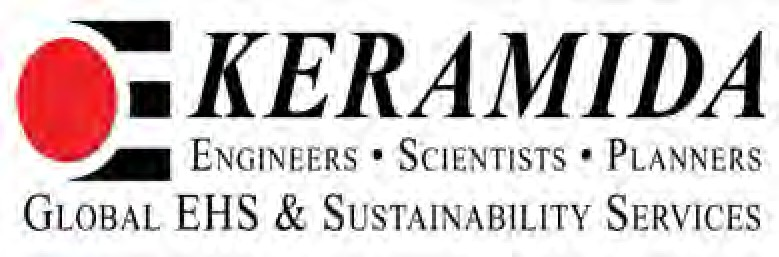 KERAMIDA
ENGINEERS • SCIENTISTS • PLANNERS
GLOBAL EHS & SUSTAINABILITY SERVICES